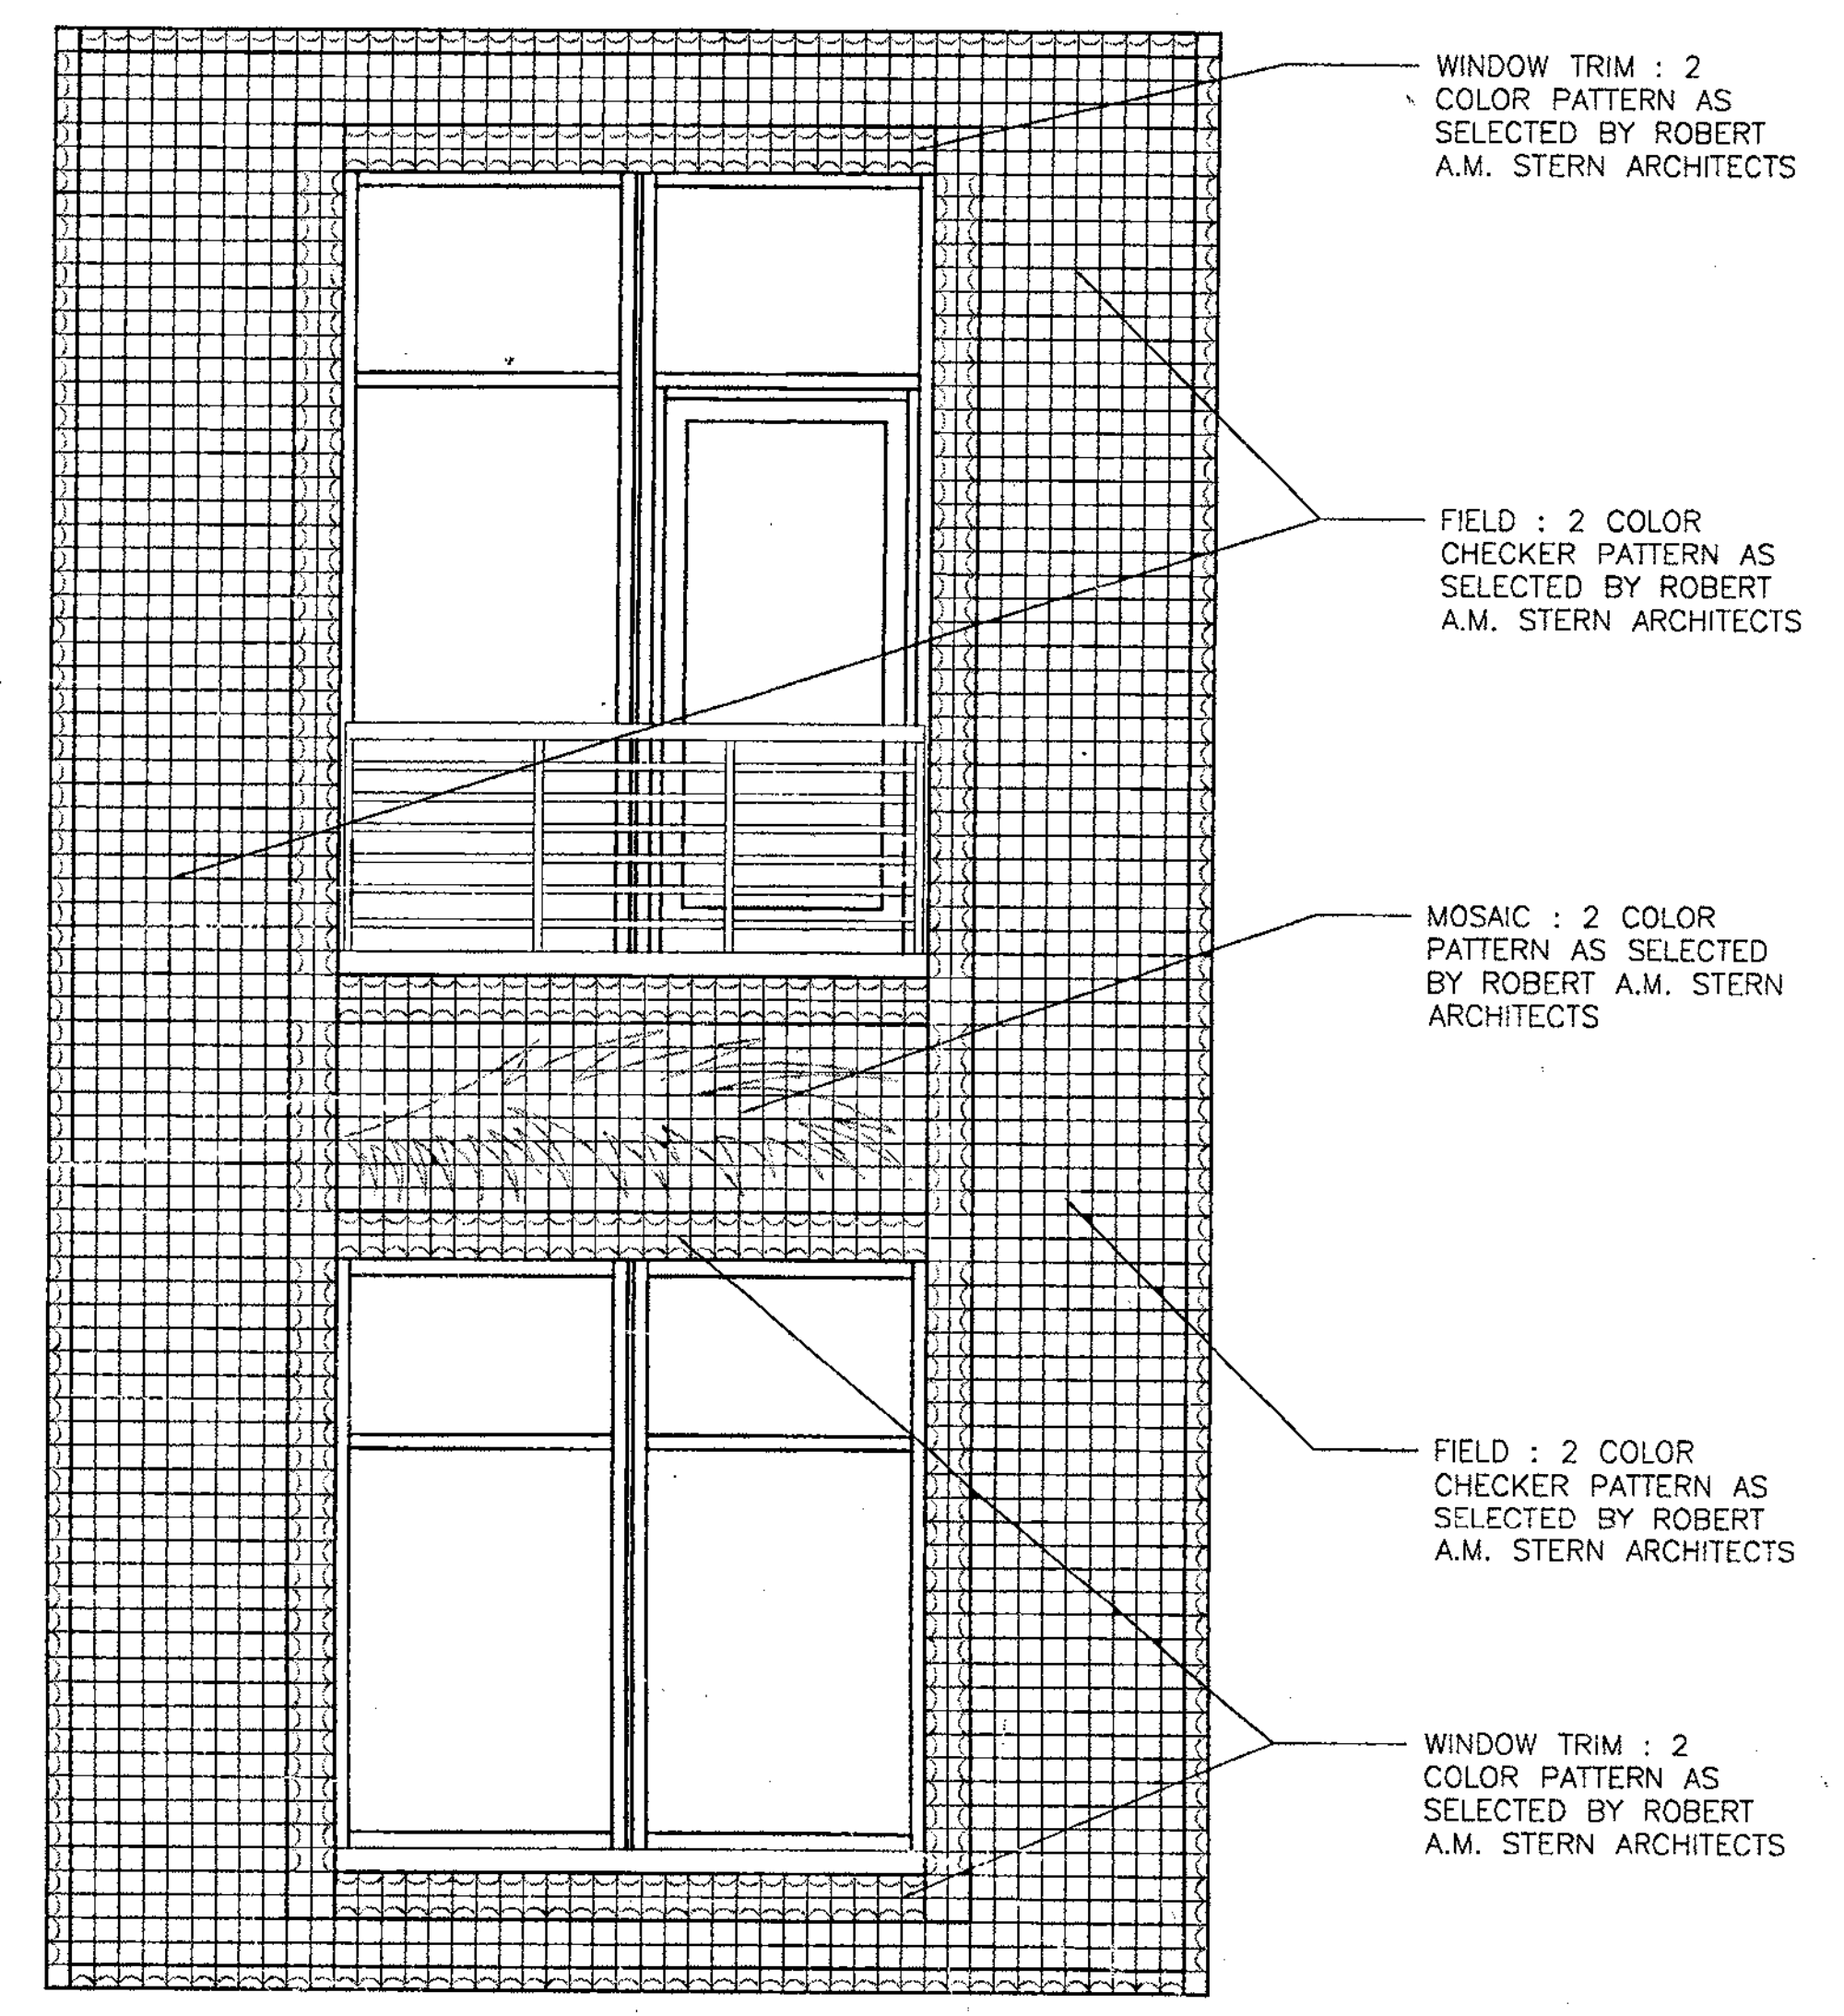 WINDOW TRIM : 2
COLOR PATTERN AS
SELECTED BY ROBERT
A.M. STERN ARCHITECTS
FIELD : 2 COLOR
CHECKER PATTERN AS
SELECTED BY ROBERT
A.M. STERN ARCHITECTS
MOSAIC : 2 COLOR
PATTERN AS SELECTED
BY ROBERT A.M. STERN
ARCHITECTS
FIELD : 2 COLOR
CHECKER PATTERN AS
SELECTED BY ROBERT
A.M. STERN ARCHITECTS
WINDOW TRIM : 2
COLOR PATTERN AS
SELECTED BY ROBERT
A.M. STERN ARCHITECTS